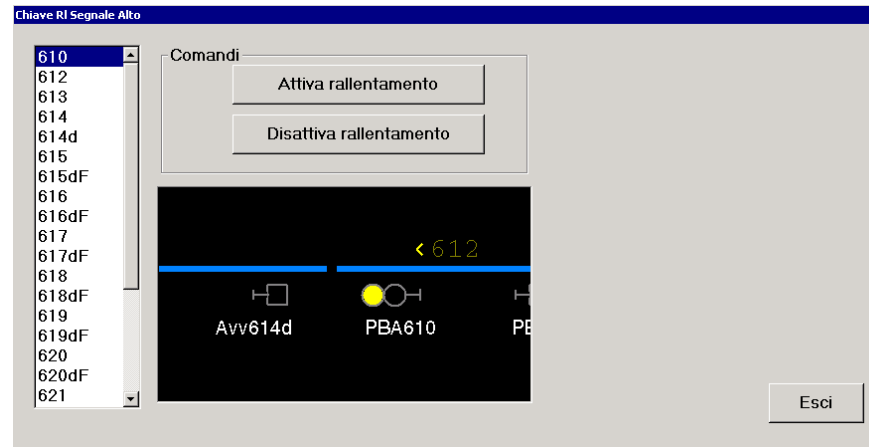 Chiave Rl Segnale Alto
610
612
613
614
614d
615
615dF
616
616dF
617
617dF
618
618dF
619
619dF
620
620dF
621
Comandi
Attiva rallentamento
Disattiva rallentamento
<612
Avv614d PBA610 PB
Esci